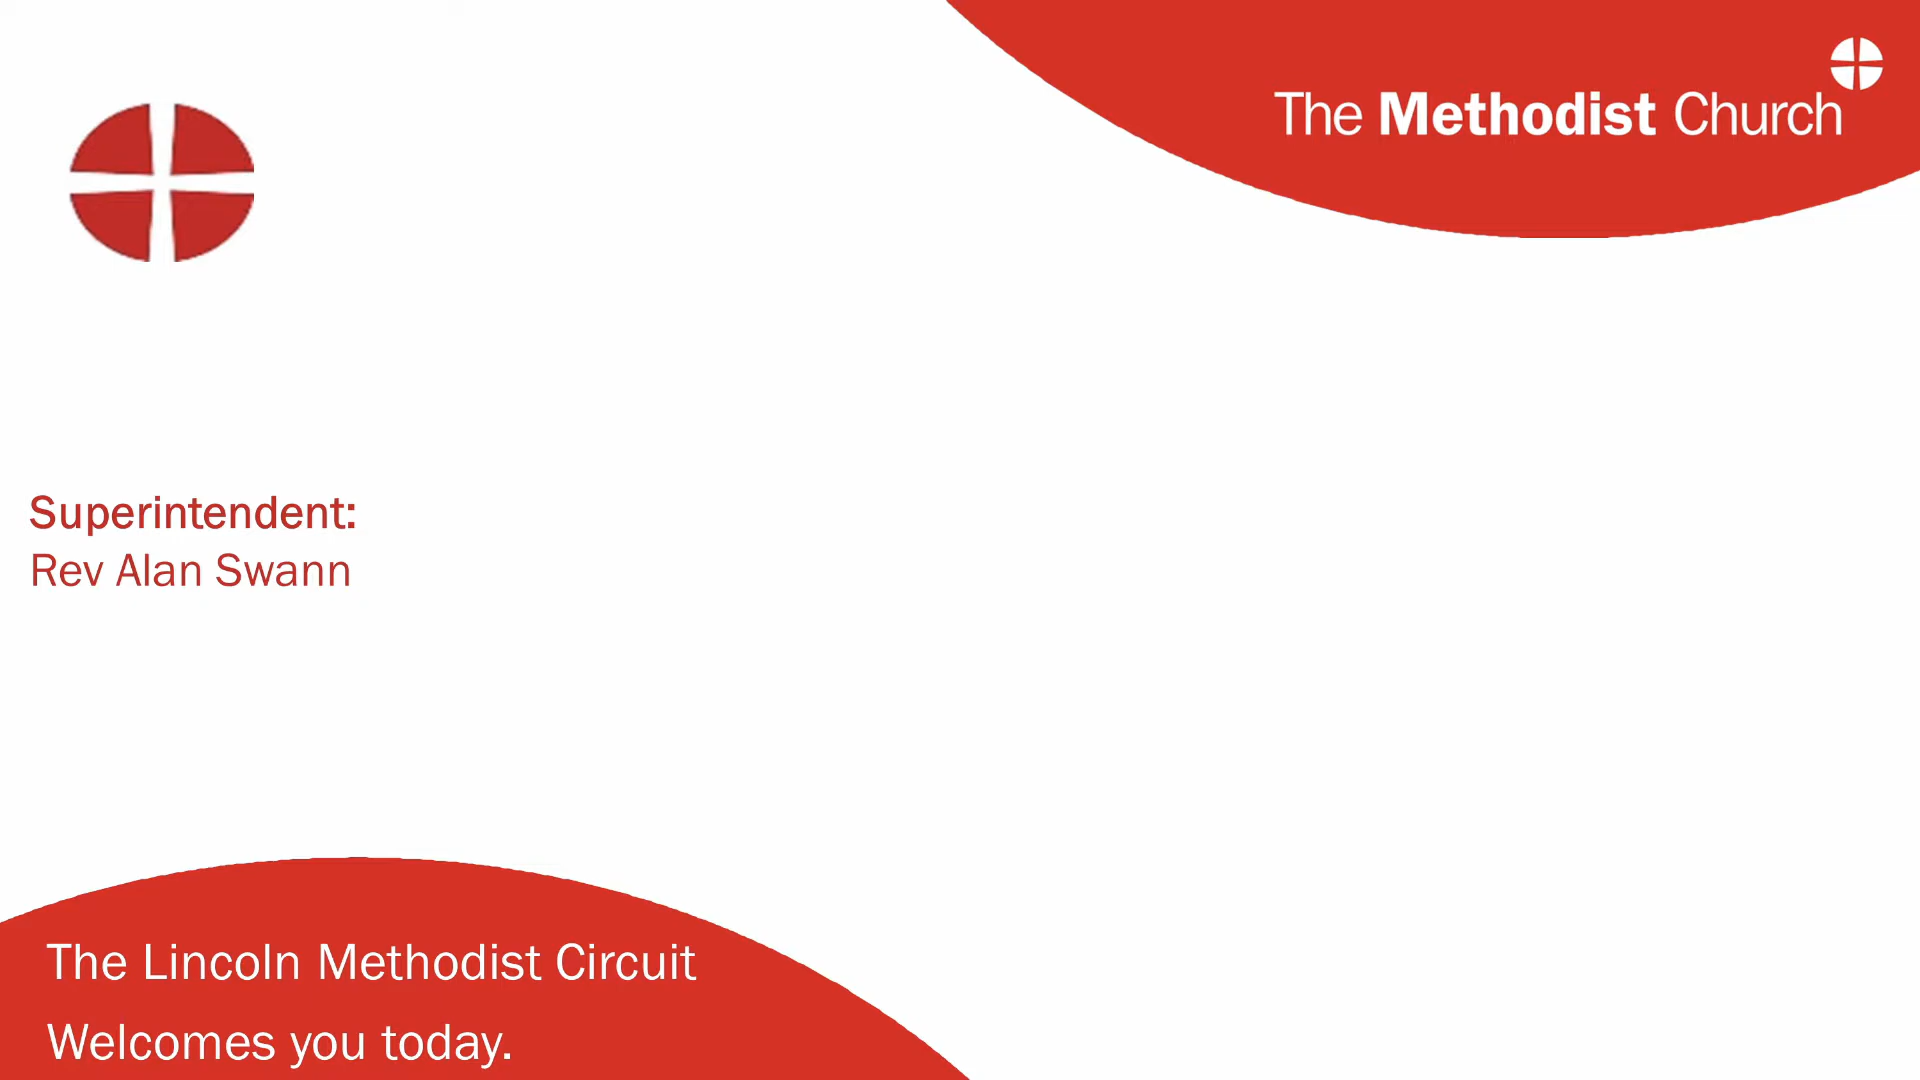 The Methodist Church
Superintendent:
Rev Alan Swann
The Lincoln Methodist Circuit
Welcomes you today.